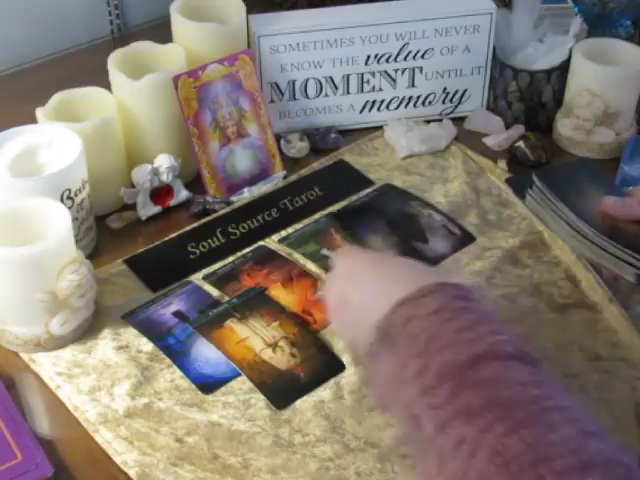 SOMETIMES YOU WILL NEVER
KNOW THE value OF A
MOMENT UNTIL IT
BECOMES A memory
Soul Source Tarot